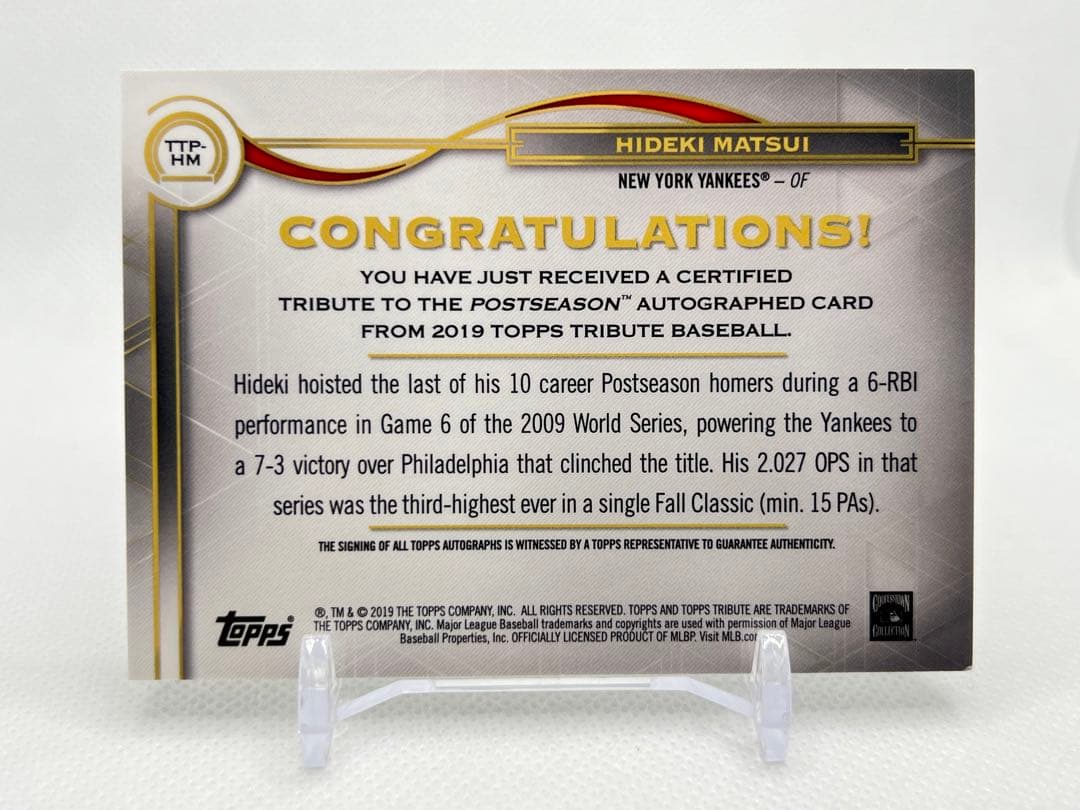 TTP-
HM
HIDEKI MATSUI
NEW YORK YANKEES® – OF
CONGRATULATIONS!
YOU HAVE JUST RECEIVED A CERTIFIED
TRIBUTE TO THE POSTSEASON™ AUTOGRAPHED CARD
FROM 2019 TOPPS TRIBUTE BASEBALL.
Hideki hoisted the last of his 10 career Postseason homers during a 6-RBI
performance in Game 6 of the 2009 World Series, powering the Yankees to
a 7-3 victory over Philadelphia that clinched the title. His 2.027 OPS in that
series was the third-highest ever in a single Fall Classic (min. 15 PAs).
THE SIGNING OF ALL TOPPS AUTOGRAPHS IS WITNESSED BY A TOPPS REPRESENTATIVE TO GUARANTEE AUTHENTICITY.
TOPPS®
®, TM & © 2019 THE TOPPS COMPANY, INC. ALL RIGHTS RESERVED. TOPPS AND TOPPS TRIBUTE ARE TRADEMARKS OF
THE TOPPS COMPANY, INC. Major League Baseball trademarks and copyrights are used with permission of Major League
Baseball Properties, Inc. OFFICIALLY LICENSED PRODUCT OF MLBP. Visit MLB.co
COOPERSTOWN
COLLECTION